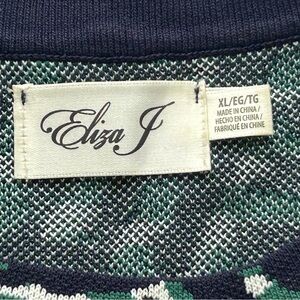 Eliza J
XL/EG/TG
MADE IN CHINA /
HECHO EN CHINA /
FABRIQUÉ EN CHINE